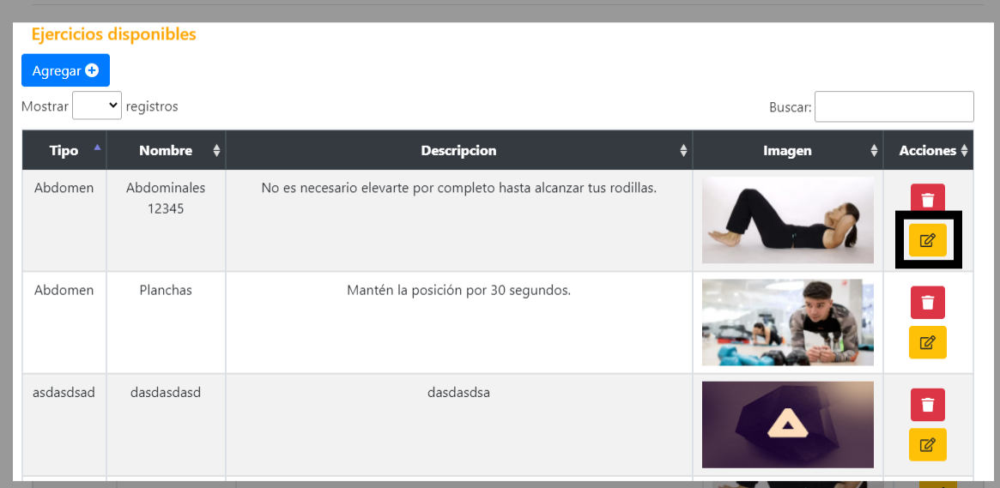 Ejercicios disponibles
Agregar
Mostrar registros
Buscar:
Tipo Nombre Descripcion Imagen Acciones
Abdomen Abdominales No es necesario elevarte por completo hasta alcanzar tus rodillas.
12345
Abdomen Planchas Mantén la posición por 30 segundos.
asdasdsad dasdasdasd dasdasdsa